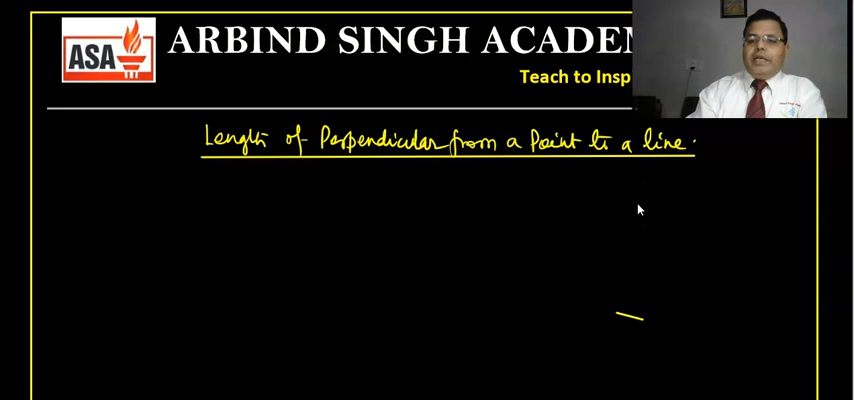 ASA
ARBIND SINGH ACADEM
Teach to Insp
Length of Perpendicular from a Point to a line.